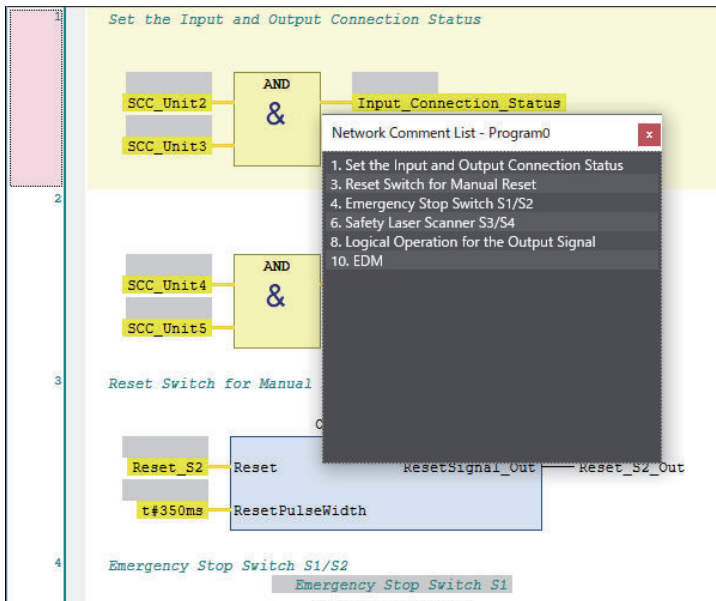 1
Set the Input and Output Connection Status
AND
&
SCC_Unit2
Input_Connection_Status
SCC_Unit3
Network Comment List - Program0
x
1. Set the Input and Output Connection Status
3. Reset Switch for Manual Reset
4. Emergency Stop Switch S1/S2
6. Safety Laser Scanner S3/S4
8. Logical Operation for the Output Signal
10. EDM
2
AND
&
SCC_Unit4
SCC_Unit5
3
Reset Switch for Manual
Reset_S2
Reset
ResetSignal_Out
Reset_S2_Out
t#350ms
ResetPulseWidth
4
Emergency Stop Switch S1/S2
Emergency Stop Switch S1